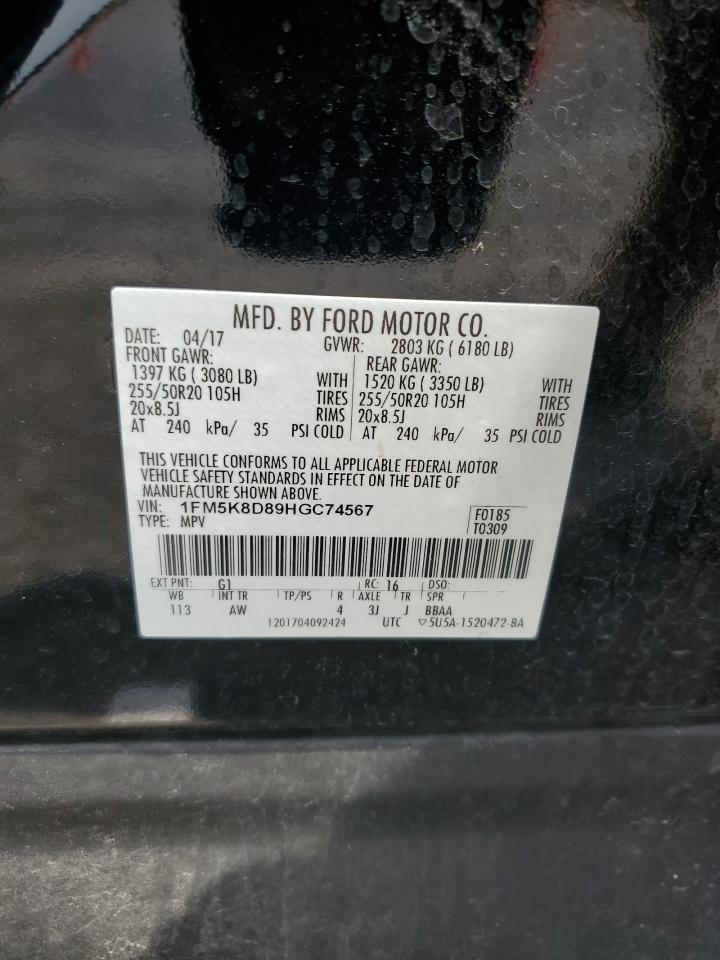 MFD. BY FORD MOTOR CO.
DATE: 04/17 GVWR: 2803 KG ( 6180 LB)
FRONT GAWR: REAR GAWR:
1397 KG ( 3080 LB) WITH 1520 KG ( 3350 LB) WITH
255/50R20 105H TIRES 255/50R20 105H TIRES
20x8.5J RIMS 20x8.5J RIMS
AT 240 kPa/ 35 PSI COLD AT 240 kPa/ 35 PSI COLD
THIS VEHICLE CONFORMS TO ALL APPLICABLE FEDERAL MOTOR
VEHICLE SAFETY STANDARDS IN EFFECT ON THE DATE OF
MANUFACTURE SHOWN ABOVE.
VIN: 1FM5K8D89HGC74567 F0185
TYPE: MPV T0309
EXT PNT: G1 RC: 16 DSO:
WB INT TR TP/PS R AXLE TR SPR
113 AW 4 3J J BBAA
1201704092424 UTC ▽5U5A-1520472-BA